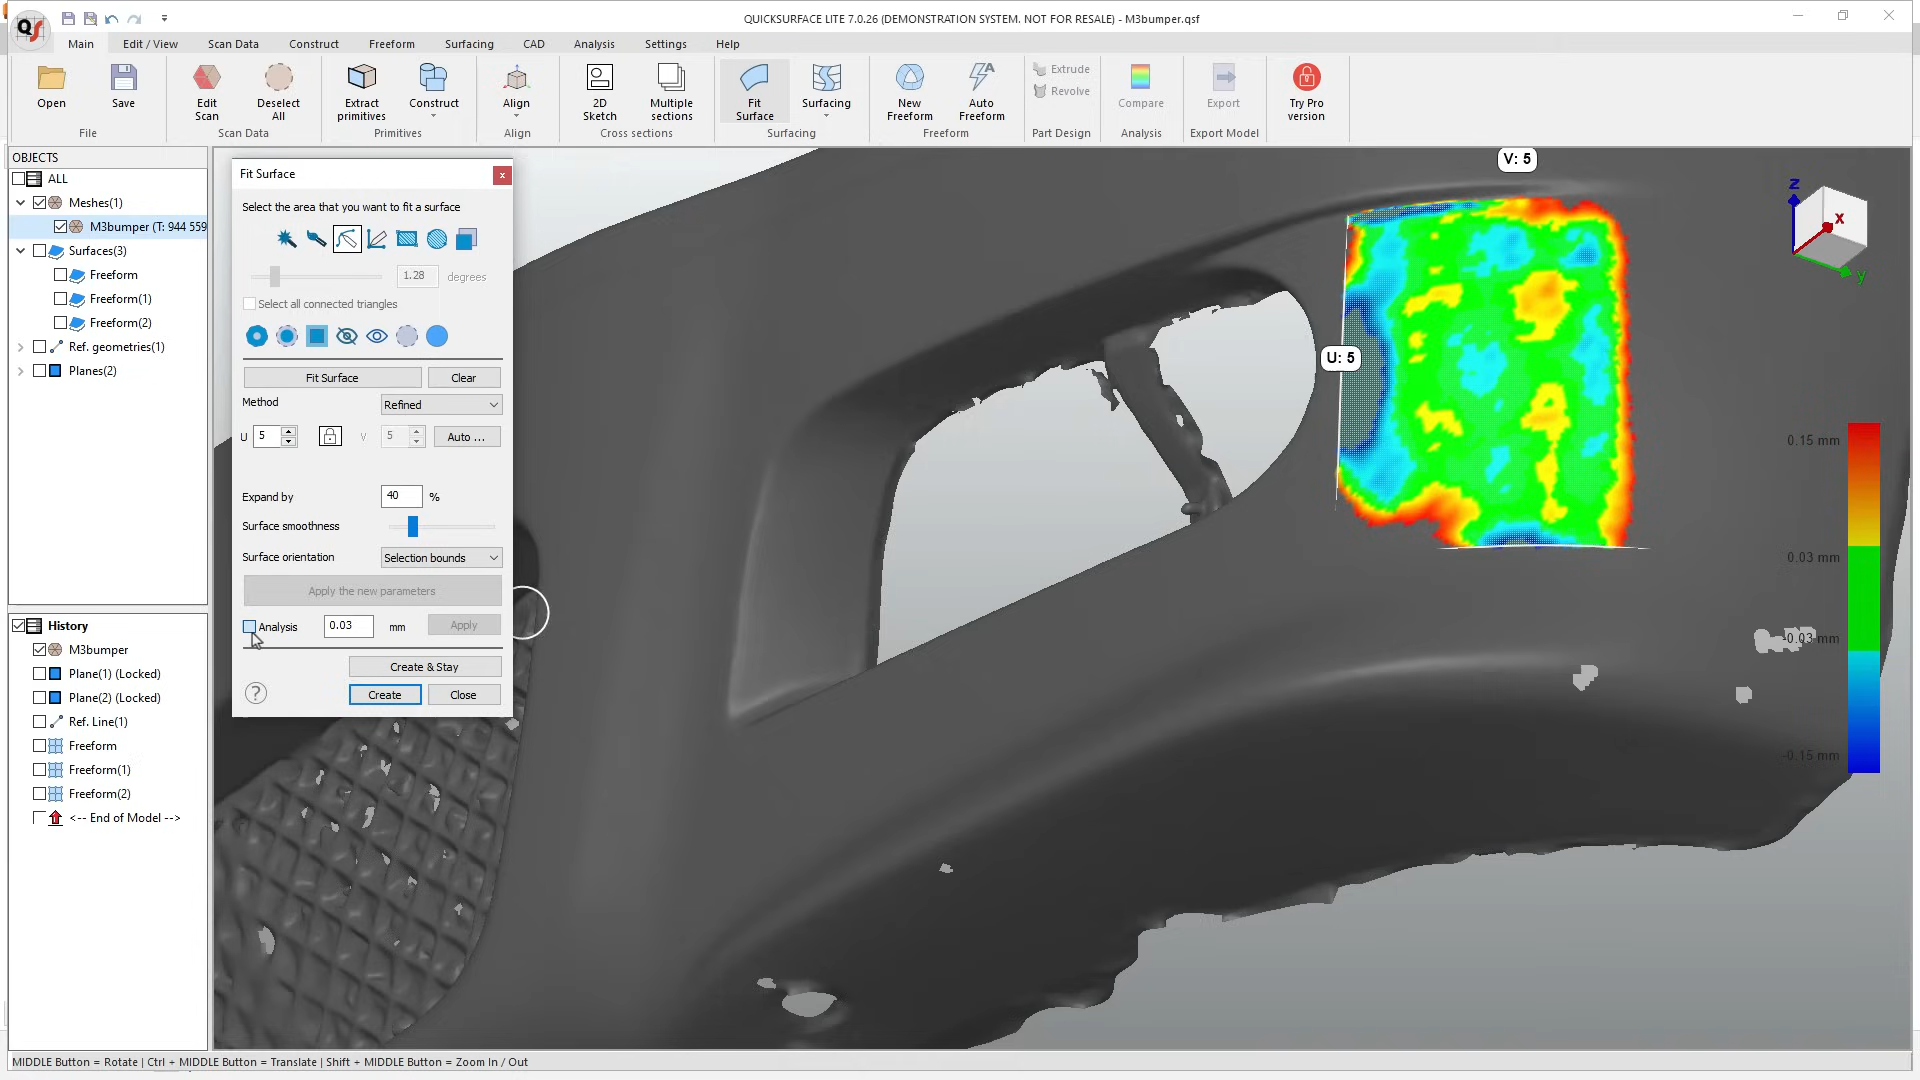 QUICKSURFACE LITE 7.0.26 (DEMONSTRATION SYSTEM. NOT FOR RESALE) - M3bumper.qsf
QS
Main Edit / View Scan Data Construct Freeform Surfacing CAD Analysis Settings Help
Open Save Edit Scan Deselect All Extract primitives Construct Align 2D Sketch Multiple sections Fit Surface Surfacing New Freeform Auto Freeform Extrude Revolve Compare Export Try Pro version
File Scan Data Primitives Align Cross sections Surfacing Freeform Part Design Analysis Export Model
OBJECTS
ALL
Meshes(1)
M3bumper (T: 944 559
Surfaces(3)
Freeform
Freeform(1)
Freeform(2)
Ref. geometries(1)
Planes(2)
History
M3bumper
Plane(1) (Locked)
Plane(2) (Locked)
Ref. Line(1)
Freeform
Freeform(1)
Freeform(2)
<-- End of Model -->
Fit Surface x
Select the area that you want to fit a surface
1.28 degrees
Select all connected triangles
Fit Surface Clear
Method Refined
U 5 V 5 Auto ...
Expand by 40 %
Surface smoothness
Surface orientation Selection bounds
Apply the new parameters
Analysis 0.03 mm Apply
Create & Stay
? Create Close
V: 5
U: 5
z
x
y
0.15 mm
0.03 mm
-0.03 mm
-0.15 mm
MIDDLE Button = Rotate | Ctrl + MIDDLE Button = Translate | Shift + MIDDLE Button = Zoom In / Out